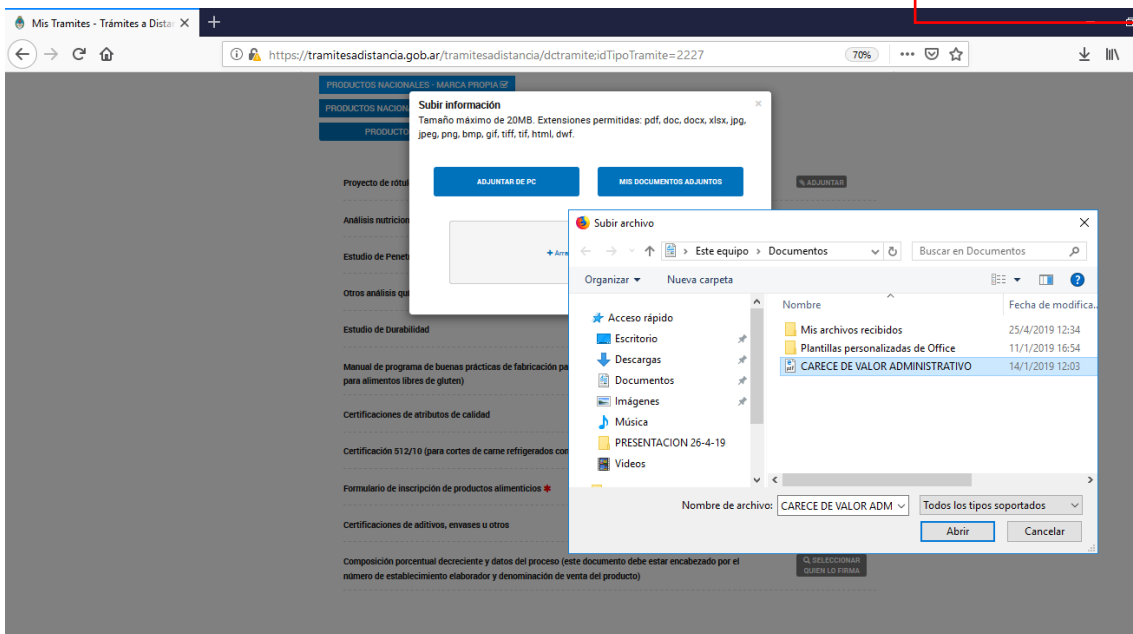 Mis Tramites - Trámites a Distan
https://tramitesadistancia.gob.ar/tramitesadistancia/dctramite;idTipoTramite=2227
70%
PRODUCTOS NACIONALES - MARCA PROPIA
PRODUCTOS NACION
PRODUCTO
Subir información
Tamaño máximo de 20MB. Extensiones permitidas: pdf, doc, docx, xlsx, jpg,
jpeg, png, bmp, gif, tiff, tif, html, dwf.
ADJUNTAR DE PC
MIS DOCUMENTOS ADJUNTOS
+ Arra
Proyecto de rótul
ADJUNTAR
Análisis nutricion
Estudio de Penet
Otros análisis qui
Estudio de Durabilidad
Manual de programa de buenas prácticas de fabricación pa
para alimentos libres de gluten)
Certificaciones de atributos de calidad
Certificación 512/10 (para cortes de carne refrigerados con
Formulario de inscripción de productos alimenticios *
Certificaciones de aditivos, envases u otros
Composición porcentual decreciente y datos del proceso (este documento debe estar encabezado por el
número de establecimiento elaborador y denominación de venta del producto)
SELECCIONAR
QUIEN LO FIRMA
Subir archivo
Este equipo > Documentos
Buscar en Documentos
Organizar
Nueva carpeta
Acceso rápido
Escritorio
Descargas
Documentos
Imágenes
Música
PRESENTACION 26-4-19
Videos
Nombre
Fecha de modifica..
Mis archivos recibidos
25/4/2019 12:34
Plantillas personalizadas de Office
11/1/2019 16:54
CARECE DE VALOR ADMINISTRATIVO
14/1/2019 12:03
Nombre de archivo:
CARECE DE VALOR ADM
Todos los tipos soportados
Abrir
Cancelar